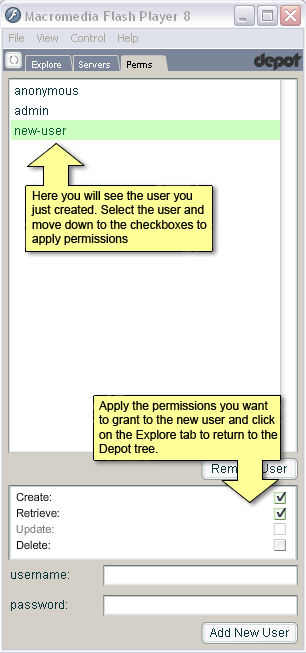 Macromedia Flash Player 8
File View Control Help
Explore Servers Perms depot
anonymous
admin
new-user
Here you will see the user you
just created. Select the user and
move down to the checkboxes to
apply permissions
Apply the permissions you want
to grant to the new user and click
on the Explore tab to return to the
Depot tree.
Rem User
Create:
Retrieve:
Update:
Delete:
username:
password:
Add New User